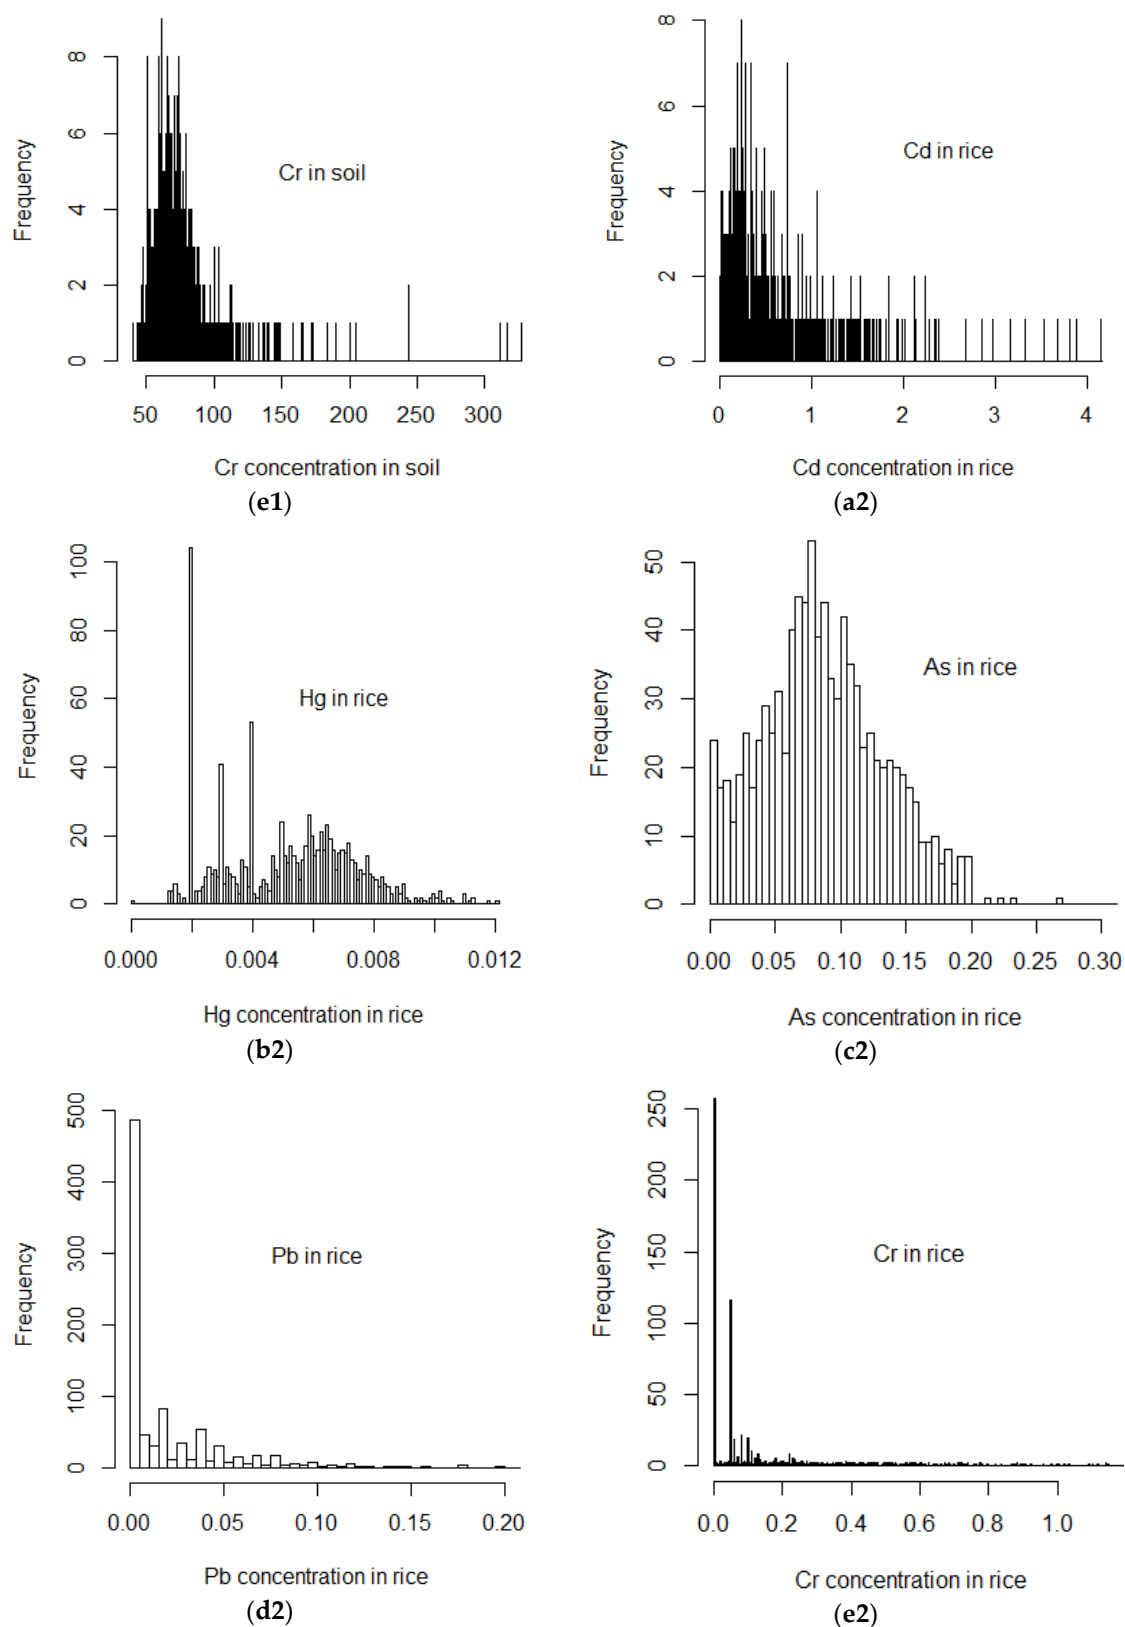 8
6
4
2
0
Frequency
Cr in soil
50 100 150 200 250 300
Cr concentration in soil
(e1)
8
6
4
2
0
Frequency
Cd in rice
0 1 2 3 4
Cd concentration in rice
(a2)
100
80
60
40
20
0
Frequency
Hg in rice
0.000 0.004 0.008 0.012
Hg concentration in rice
(b2)
50
40
30
20
10
0
Frequency
As in rice
0.00 0.05 0.10 0.15 0.20 0.25 0.30
As concentration in rice
(c2)
500
400
300
200
100
0
Frequency
Pb in rice
0.00 0.05 0.10 0.15 0.20
Pb concentration in rice
(d2)
250
200
150
100
50
0
Frequency
Cr in rice
0.0 0.2 0.4 0.6 0.8 1.0
Cr concentration in rice
(e2)